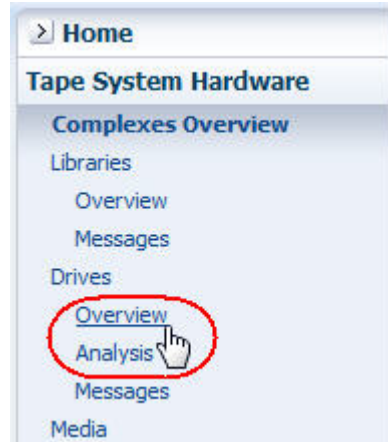 Home
Tape System Hardware
Complexes Overview
Libraries
Overview
Messages
Drives
Overview
Analysis
Messages
Media